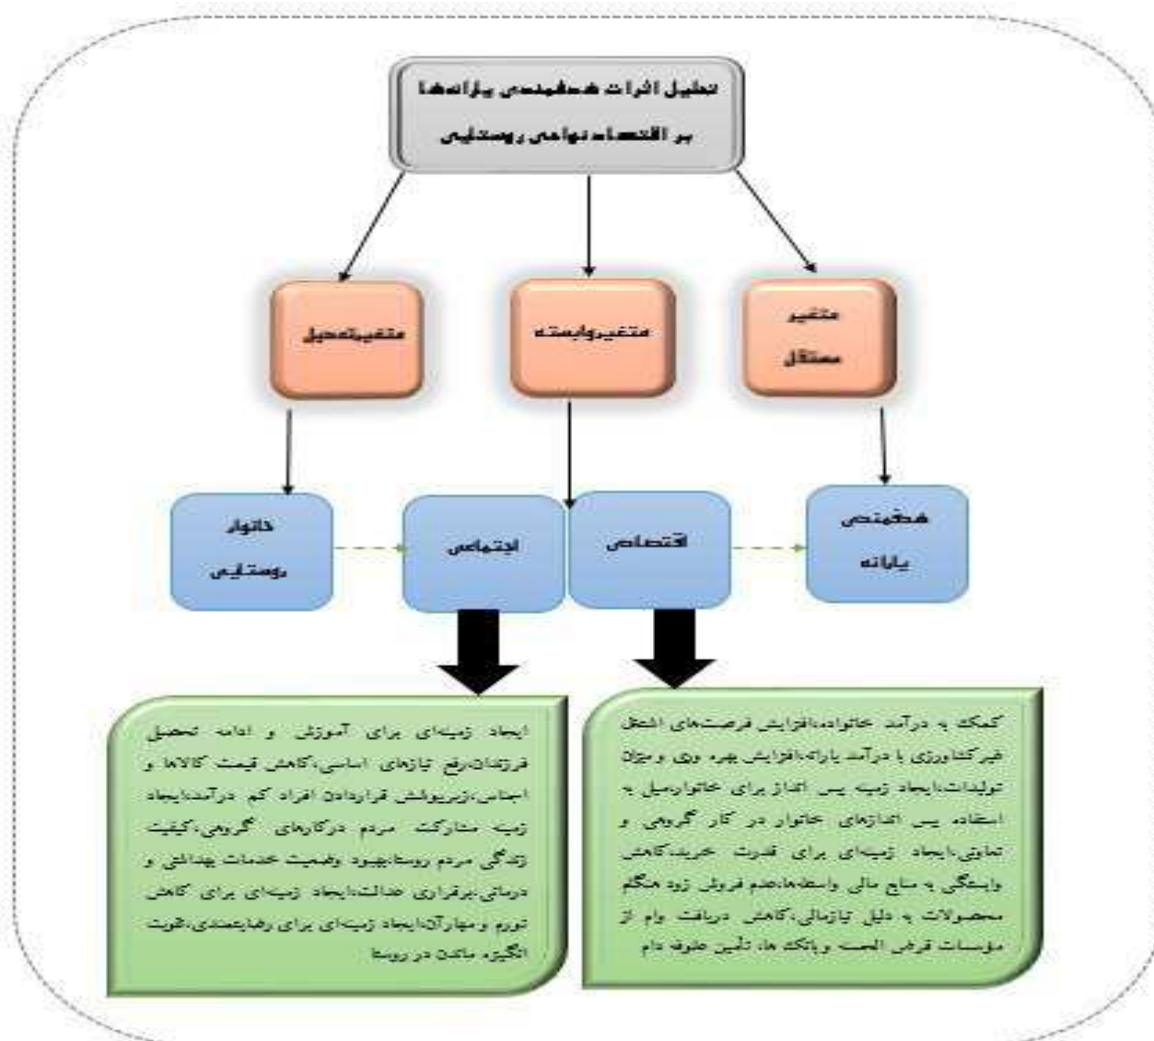 تحلیل اثرات هدفمندی یارانه‌ها
بر اقتصاد نواحی روستایی
متغیر
مستقل
متغیروابسته
متغیرتعدیل
هدفمندی
یارانه
اقتصادی
اجتماعی
خانوار
روستایی
کمک به درآمد خانواده،افزایش فرصت‌های اشتغال
غیرکشاورزی با درآمد یارانه،افزایش بهره وری و میزان
تولیدات،ایجاد زمینه پس انداز برای خانوار،میل به
استفاده پس اندازهای خانوار در کار گروهی و
تعاونی،ایجاد زمینه‌ای برای قدرت خرید،کاهش
وابستگی به منابع مالی واسطه‌ها،عدم فروش زود هنگام
محصولات به دلیل نیازمالی،کاهش دریافت وام از
مؤسسات قرض الحسنه و بانک ها، تأمین علوفه دام
ایجاد زمینه‌ای برای آموزش و ادامه تحصیل
فرزندان،رفع نیازهای اساسی،کاهش قیمت کالاها و
اجناس،زیرپوشش قراردادن افراد کم درآمد،ایجاد
زمینه مشارکت مردم درکارهای گروهی،کیفیت
زندگی مردم روستا،بهبود وضعیت خدمات بهداشتی و
درمانی،برقراری عدالت،ایجاد زمینه‌ای برای کاهش
تورم و مهارآن،ایجاد زمینه‌ای برای رضایتمندی،تقویت
انگیزه ماندن در روستا